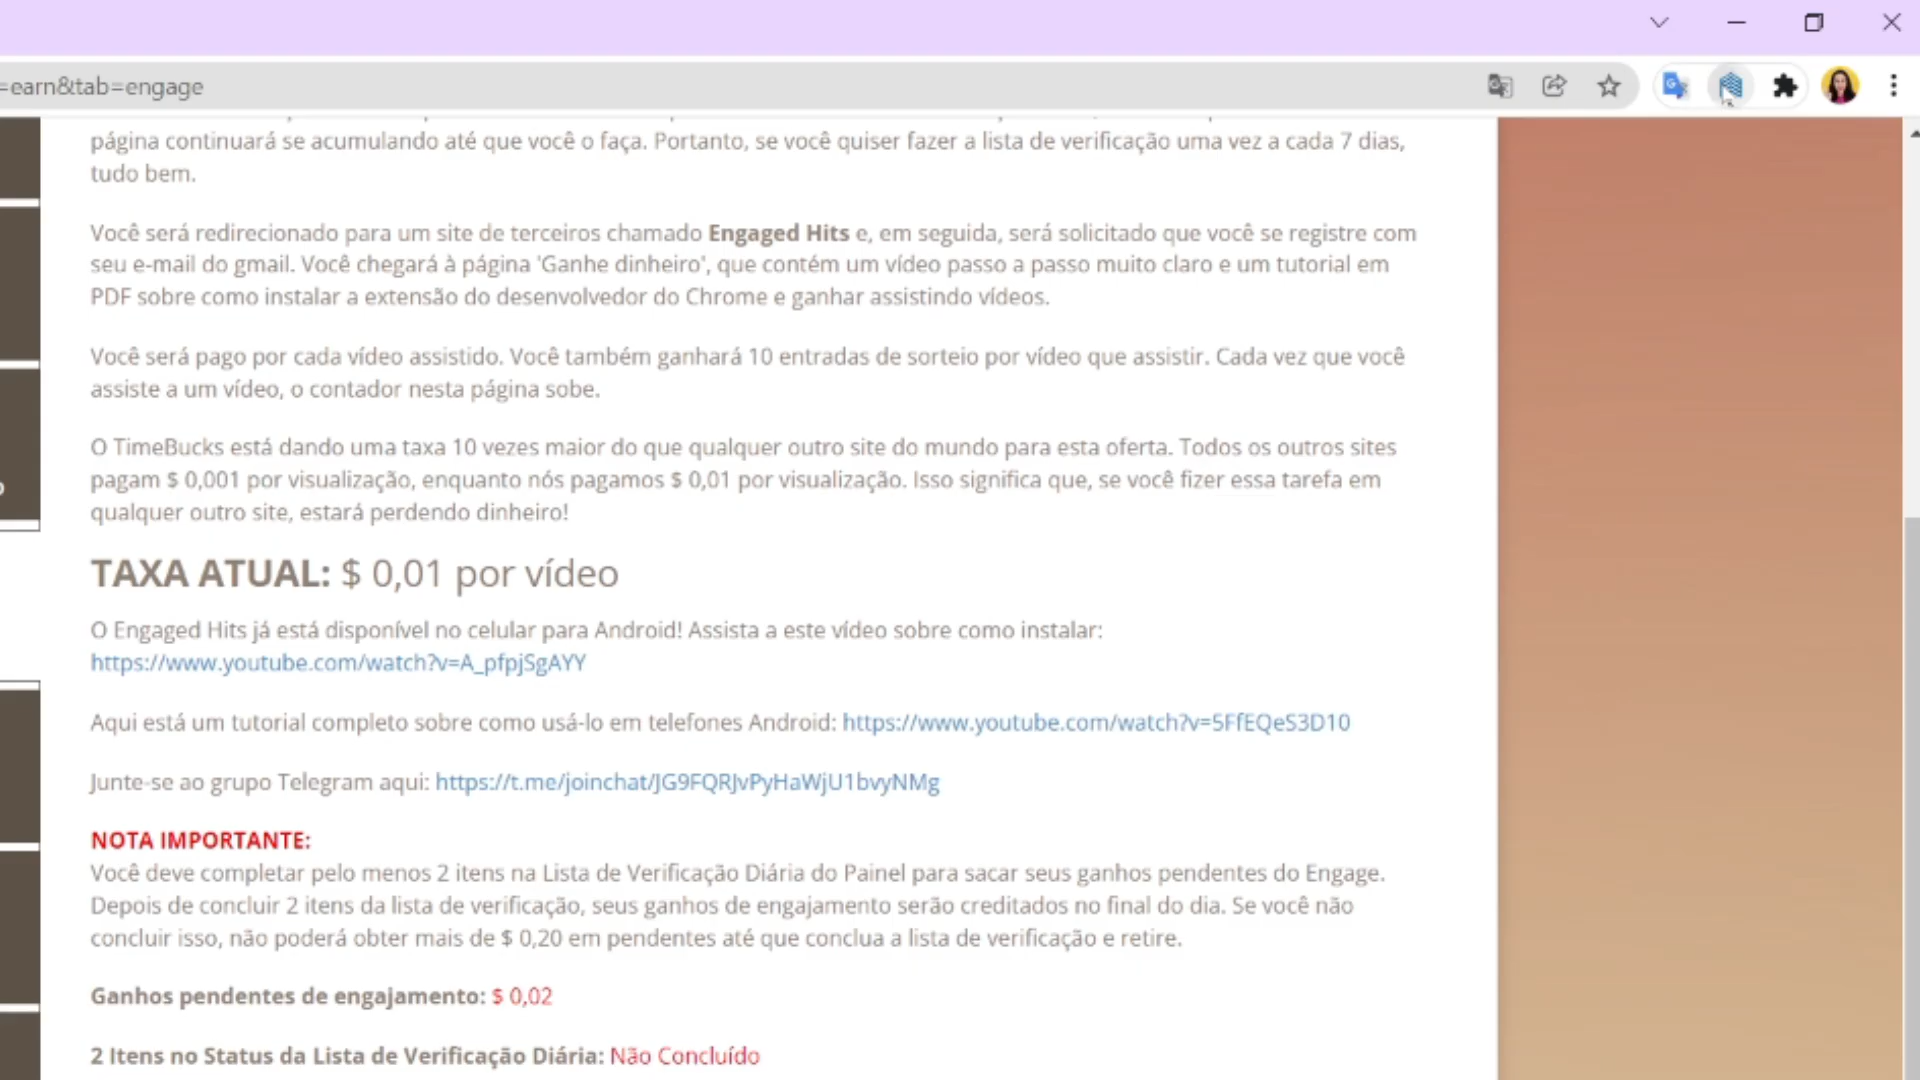 =earn&tab=engage
página continuará se acumulando até que você o faça. Portanto, se você quiser fazer a lista de verificação uma vez a cada 7 dias,
tudo bem.
Você será redirecionado para um site de terceiros chamado Engaged Hits e, em seguida, será solicitado que você se registre com
seu e-mail do gmail. Você chegará à página 'Ganhe dinheiro', que contém um vídeo passo a passo muito claro e um tutorial em
PDF sobre como instalar a extensão do desenvolvedor do Chrome e ganhar assistindo vídeos.
Você será pago por cada vídeo assistido. Você também ganhará 10 entradas de sorteio por vídeo que assistir. Cada vez que você
assiste a um vídeo, o contador nesta página sobe.
O TimeBucks está dando uma taxa 10 vezes maior do que qualquer outro site do mundo para esta oferta. Todos os outros sites
pagam $ 0,001 por visualização, enquanto nós pagamos $ 0,01 por visualização. Isso significa que, se você fizer essa tarefa em
qualquer outro site, estará perdendo dinheiro!
TAXA ATUAL: $ 0,01 por vídeo
O Engaged Hits já está disponível no celular para Android! Assista a este vídeo sobre como instalar:
https://www.youtube.com/watch?v=A_pfpjSgAYY
Aqui está um tutorial completo sobre como usá-lo em telefones Android: https://www.youtube.com/watch?v=5FfEQeS3D10
Junte-se ao grupo Telegram aqui: https://t.me/joinchat/JG9FQRJvPyHaWjU1bvyNMg
NOTA IMPORTANTE:
Você deve completar pelo menos 2 itens na Lista de Verificação Diária do Painel para sacar seus ganhos pendentes do Engage.
Depois de concluir 2 itens da lista de verificação, seus ganhos de engajamento serão creditados no final do dia. Se você não
concluir isso, não poderá obter mais de $ 0,20 em pendentes até que conclua a lista de verificação e retire.
Ganhos pendentes de engajamento: $ 0,02
2 Itens no Status da Lista de Verificação Diária: Não Concluído